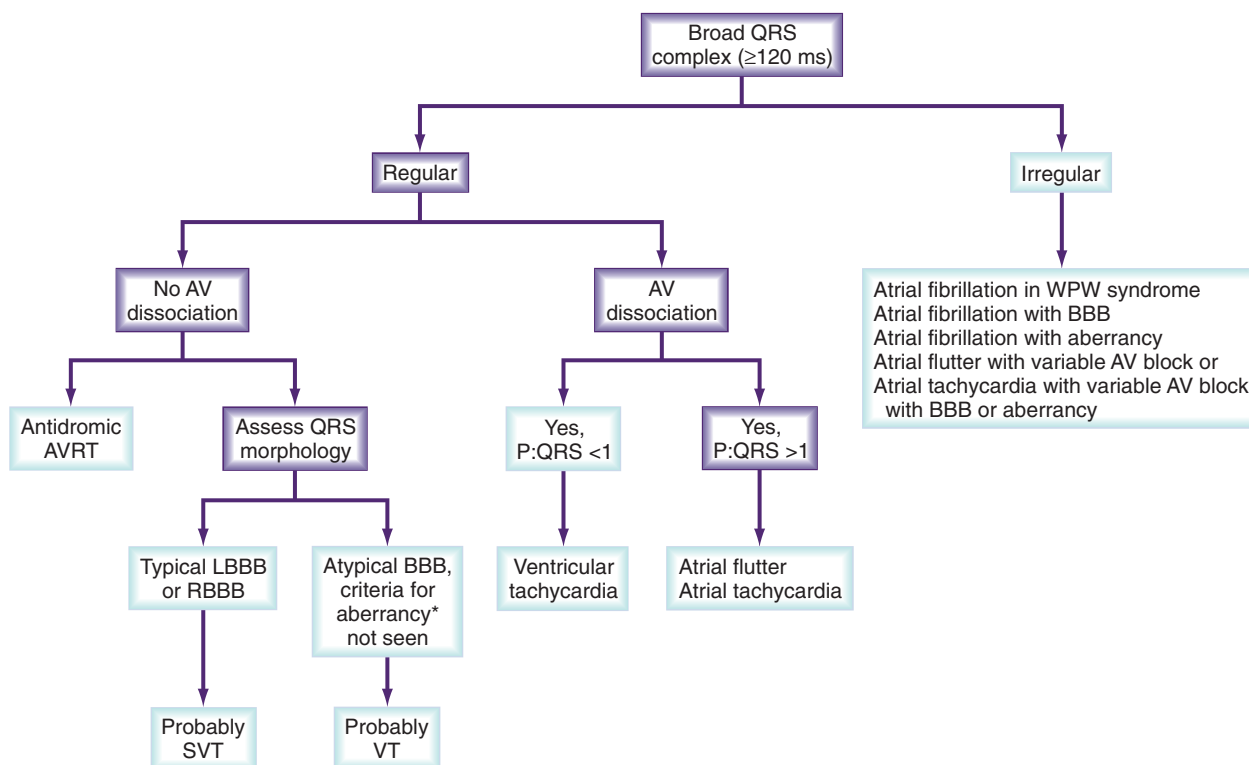 Broad QRS
complex (≥120 ms)
Regular
Irregular
No AV
dissociation
AV
dissociation
Atrial fibrillation in WPW syndrome
Atrial fibrillation with BBB
Atrial fibrillation with aberrancy
Atrial flutter with variable AV block or
Atrial tachycardia with variable AV block
with BBB or aberrancy
Antidromic
AVRT
Assess QRS
morphology
Yes,
P:QRS <1
Yes,
P:QRS >1
Typical LBBB
or RBBB
Atypical BBB,
criteria for
aberrancy*
not seen
Ventricular
tachycardia
Atrial flutter
Atrial tachycardia
Probably
SVT
Probably
VT